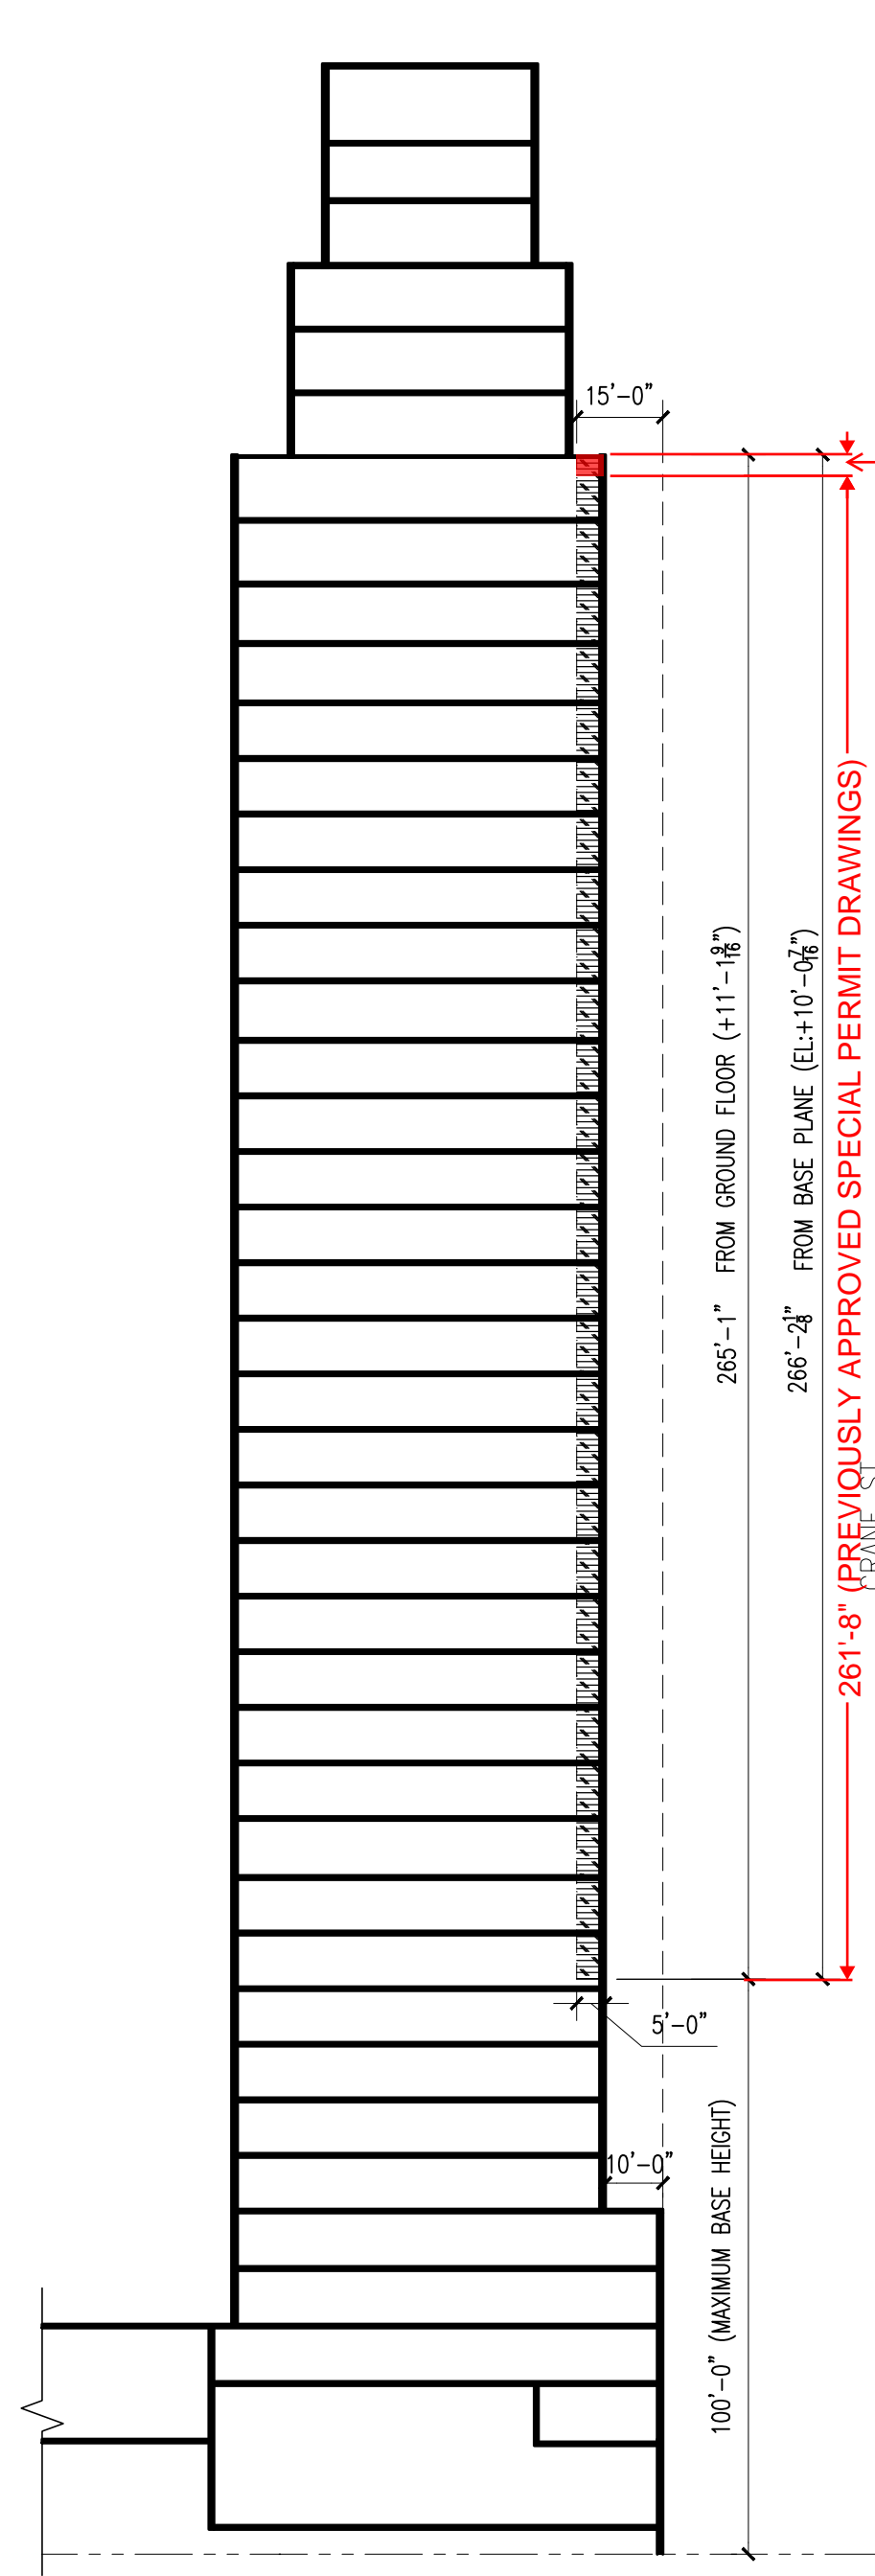 15'-0"
265'-1" FROM GROUND FLOOR (+11'-1 9/16")
266'-2 1/8" FROM BASE PLANE (EL:+10'-0 7/16")
261'-8" (PREVIOUSLY APPROVED SPECIAL PERMIT DRAWINGS)
CRANE ST
5'-0"
10'-0"
100'-0" (MAXIMUM BASE HEIGHT)